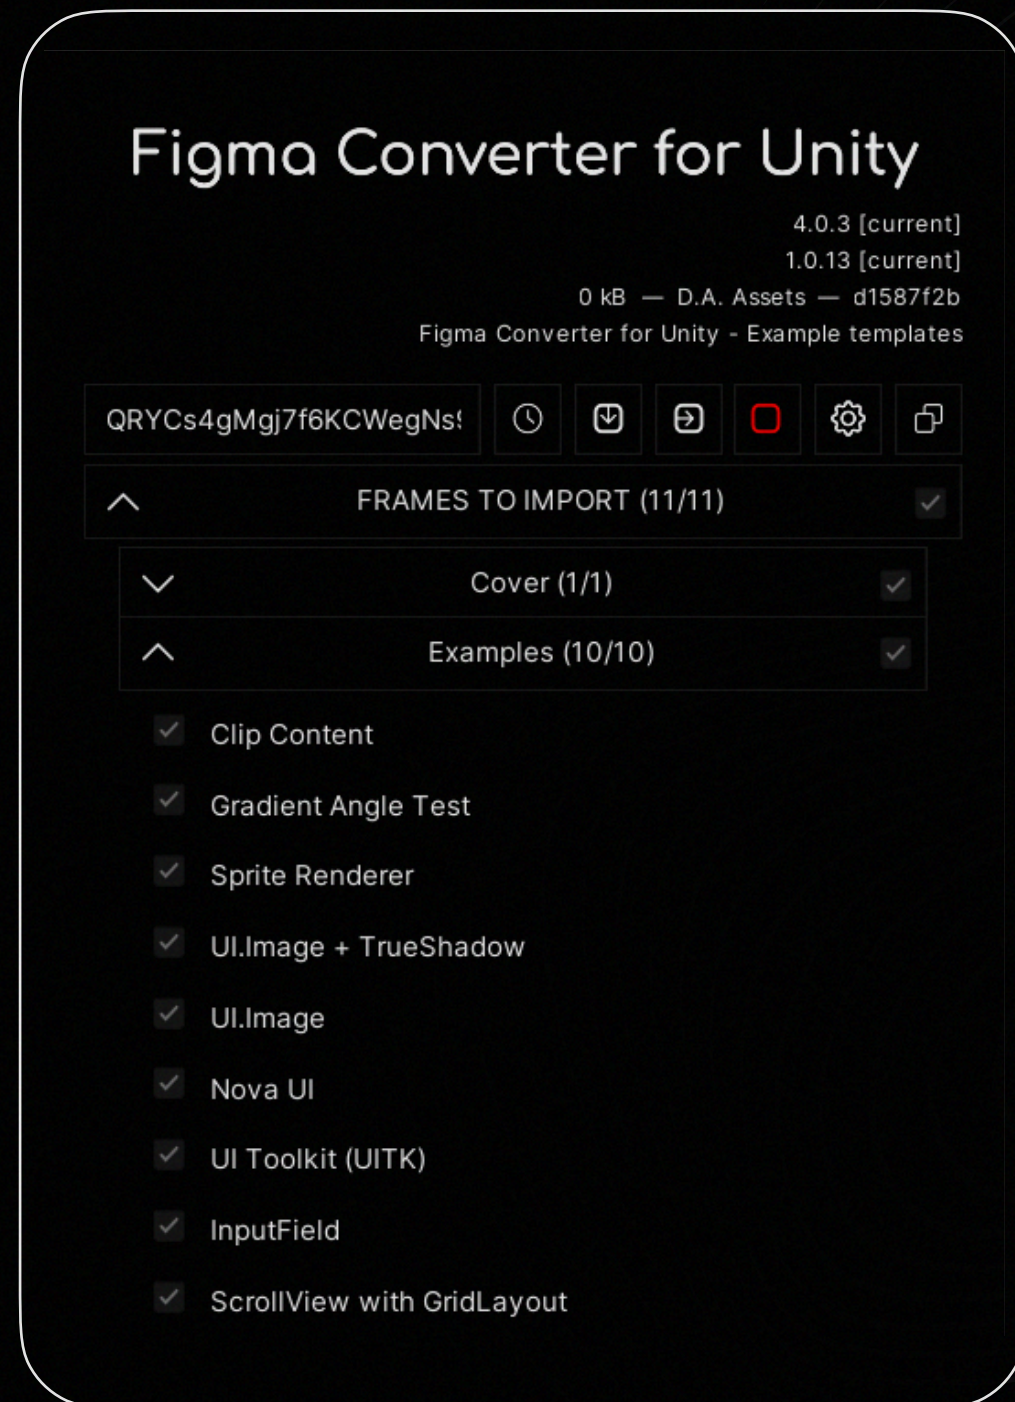 Figma Converter for Unity
4.0.3 [current]
1.0.13 [current]
0 kB — D.A. Assets — d1587f2b
Figma Converter for Unity - Example templates
QRYCs4gMgj7f6KCWegNs
FRAMES TO IMPORT (11/11)
Cover (1/1)
Examples (10/10)
Clip Content
Gradient Angle Test
Sprite Renderer
UI.Image + TrueShadow
UI.Image
Nova UI
UI Toolkit (UITK)
InputField
ScrollView with GridLayout